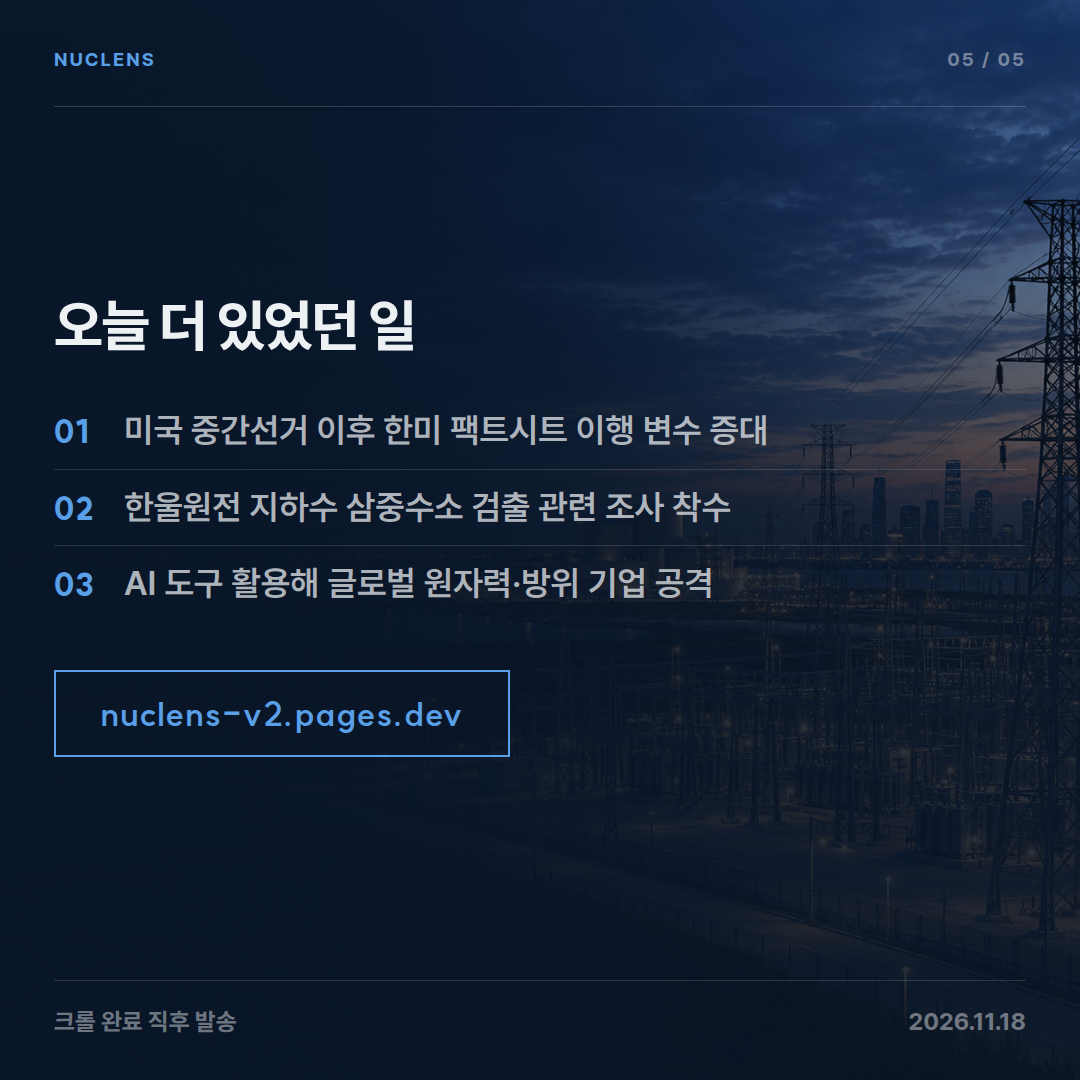 NUCLENS
05 / 05
오늘 더 있었던 일
01 미국 중간선거 이후 한미 팩트시트 이행 변수 증대
02 한울원전 지하수 삼중수소 검출 관련 조사 착수
03 AI 도구 활용해 글로벌 원자력·방위 기업 공격
nuclens-v2.pages.dev
크롤 완료 직후 발송
2026.11.18